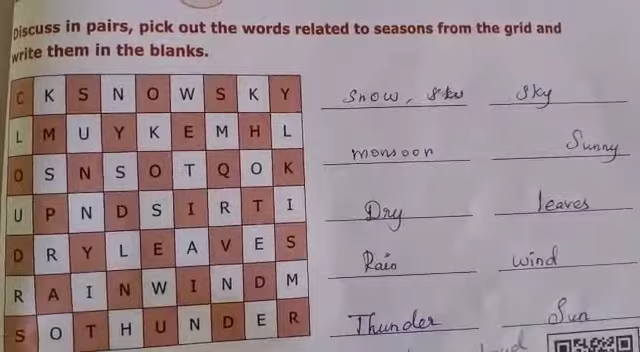 Discuss in pairs, pick out the words related to seasons from the grid and
write them in the blanks.
C K S N O W S K Y
L M U Y K E M H L
O S N S O T Q O K
U P N D S I R T I
D R Y L E A V E S
R A I N W I N D M
S O T H U N D E R
Snow, sky
monsoon Sunny
Dry leaves
Rain wind
Thunder Sun